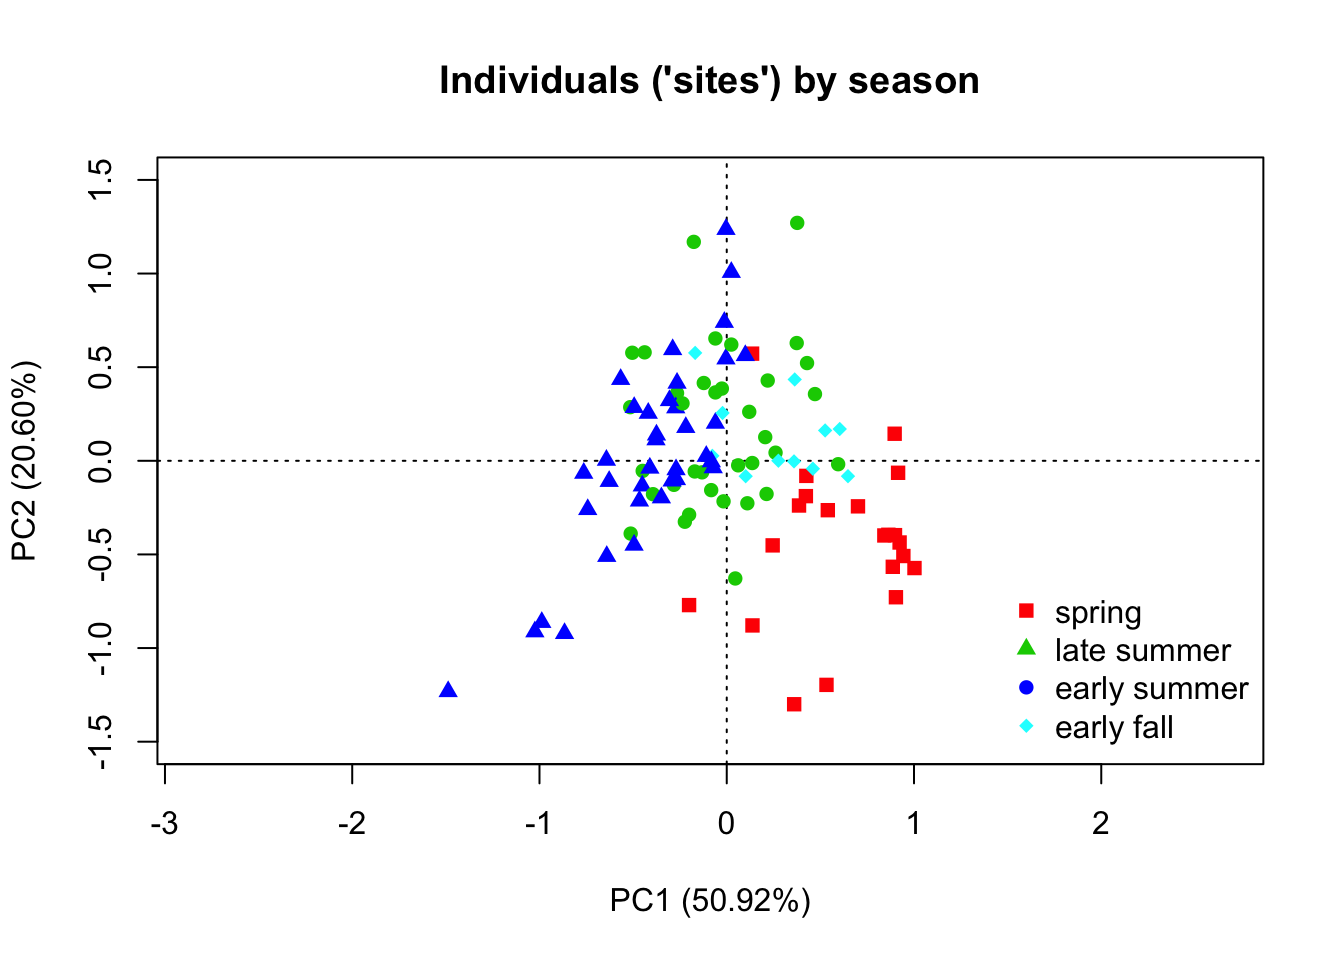 Individuals ('sites') by season
1.5
1.0
0.5
0.0
-0.5
-1.0
-1.5
PC2 (20.60%)
spring
late summer
early summer
early fall
-3
-2
-1
0
1
2
PC1 (50.92%)